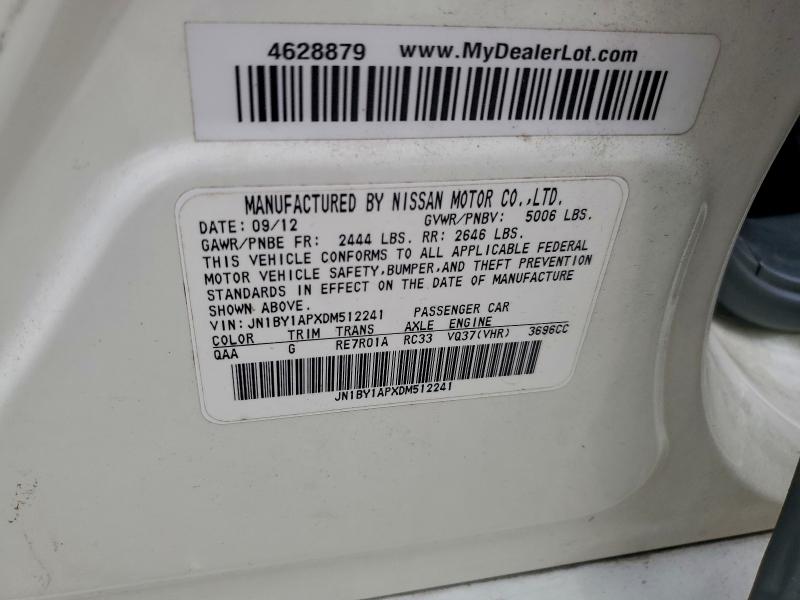 4628879 www.MyDealerLot.com
MANUFACTURED BY NISSAN MOTOR CO.,LTD.
DATE: 09/12 GVWR/PNBV: 5006 LBS.
GAWR/PNBE FR: 2444 LBS. RR: 2646 LBS.
THIS VEHICLE CONFORMS TO ALL APPLICABLE FEDERAL
MOTOR VEHICLE SAFETY, BUMPER, AND THEFT PREVENTION
STANDARDS IN EFFECT ON THE DATE OF MANUFACTURE
SHOWN ABOVE.
VIN: JN1BY1APXDM512241 PASSENGER CAR
COLOR TRIM TRANS AXLE ENGINE
QAA G RE7R01A RC33 VQ37(VHR) 3696CC
JN1BY1APXDM512241